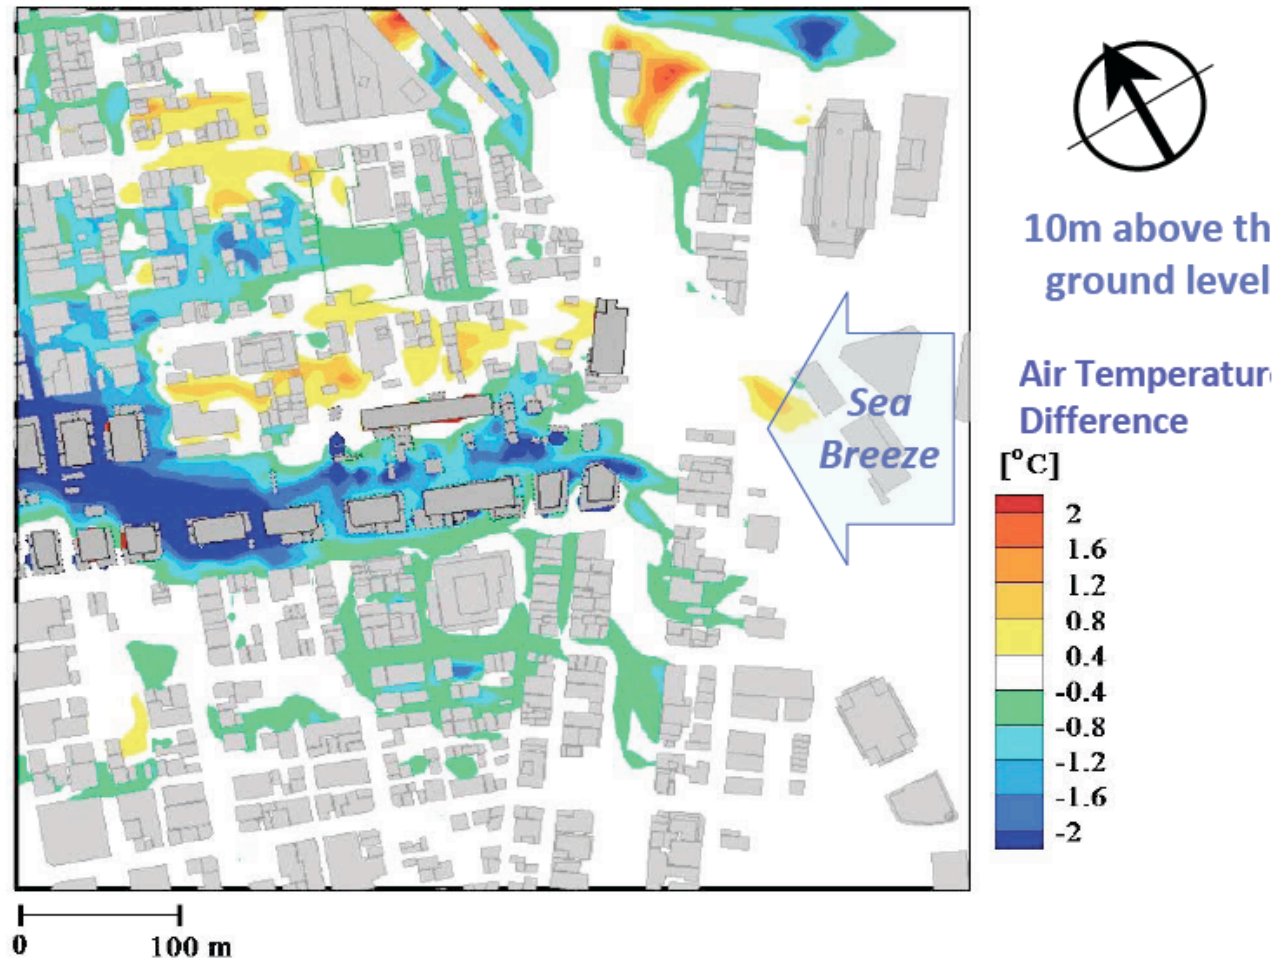 10m above th
ground level
Air Temperatur
Difference
[°C]
Sea
Breeze
2
1.6
1.2
0.8
0.4
-0.4
-0.8
-1.2
-1.6
-2
0 100 m